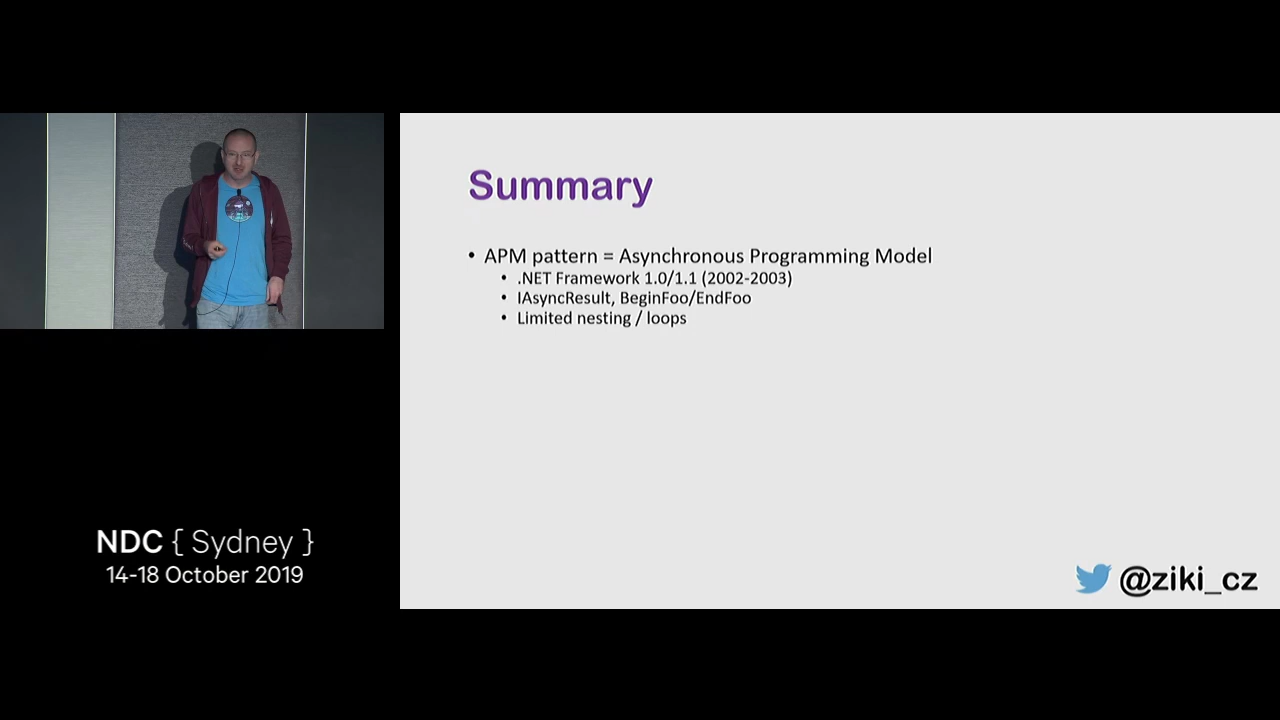 Summary
• APM pattern = Asynchronous Programming Model
• .NET Framework 1.0/1.1 (2002-2003)
• IAsyncResult, BeginFoo/EndFoo
• Limited nesting / loops
NDC { Sydney }
14-18 October 2019
@ziki_cz